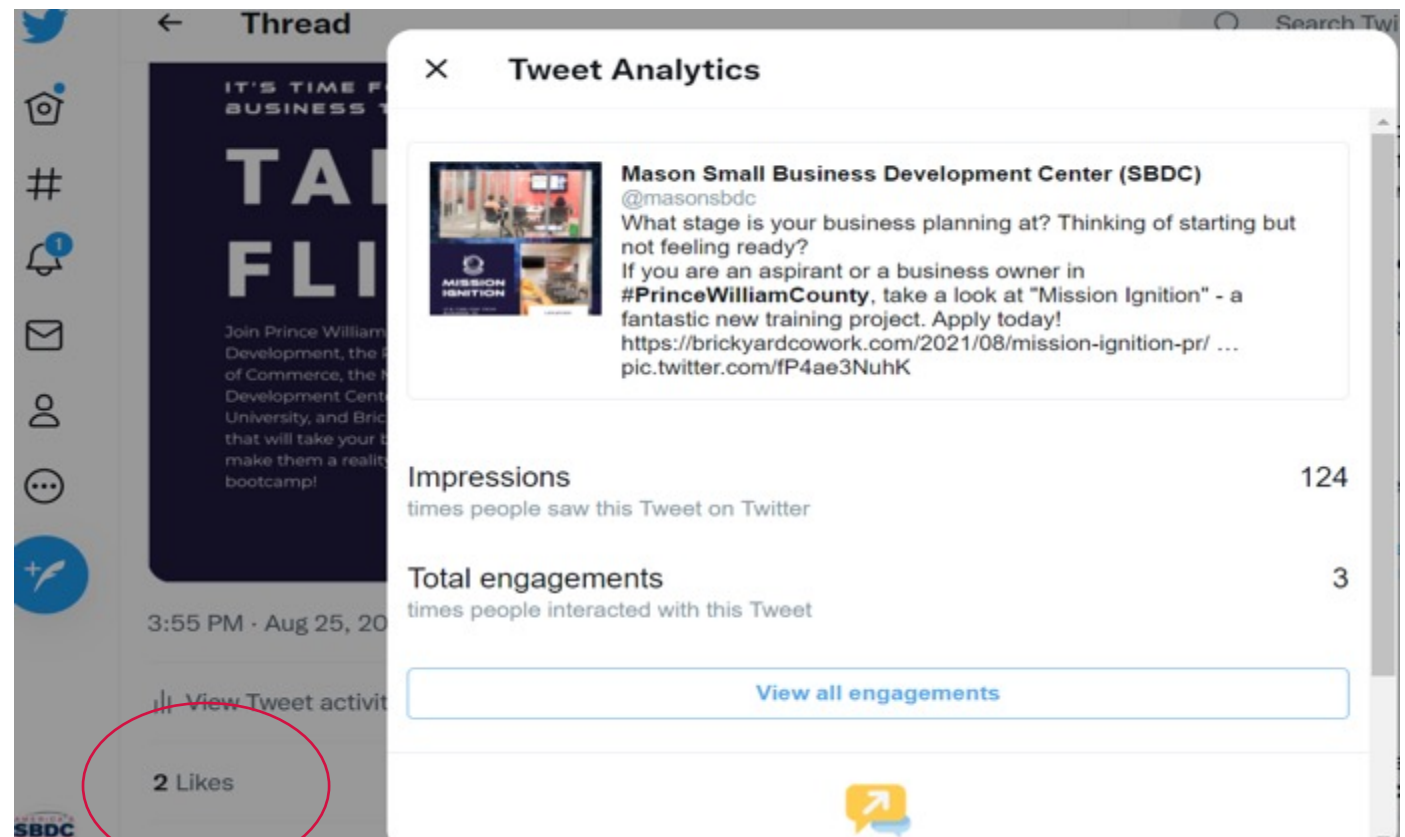 Thread
Search Twi
IT'S TIME F
BUSINESS T
TA
FLI
Join Prince William
Development, the
of Commerce, the
Development Cent
University, and Bric
that will take your b
make them a reality
bootcamp!
3:55 PM · Aug 25, 20
View Tweet activit
2 Likes
1
SBDC
Tweet Analytics
MISSION
IGNITION
Mason Small Business Development Center (SBDC)
@masonsbdc
What stage is your business planning at? Thinking of starting but
not feeling ready?
If you are an aspirant or a business owner in
#PrinceWilliamCounty, take a look at "Mission Ignition" - a
fantastic new training project. Apply today!
https://brickyardcowork.com/2021/08/mission-ignition-pr/ …
pic.twitter.com/fP4ae3NuhK
Impressions 124
times people saw this Tweet on Twitter
Total engagements 3
times people interacted with this Tweet
View all engagements